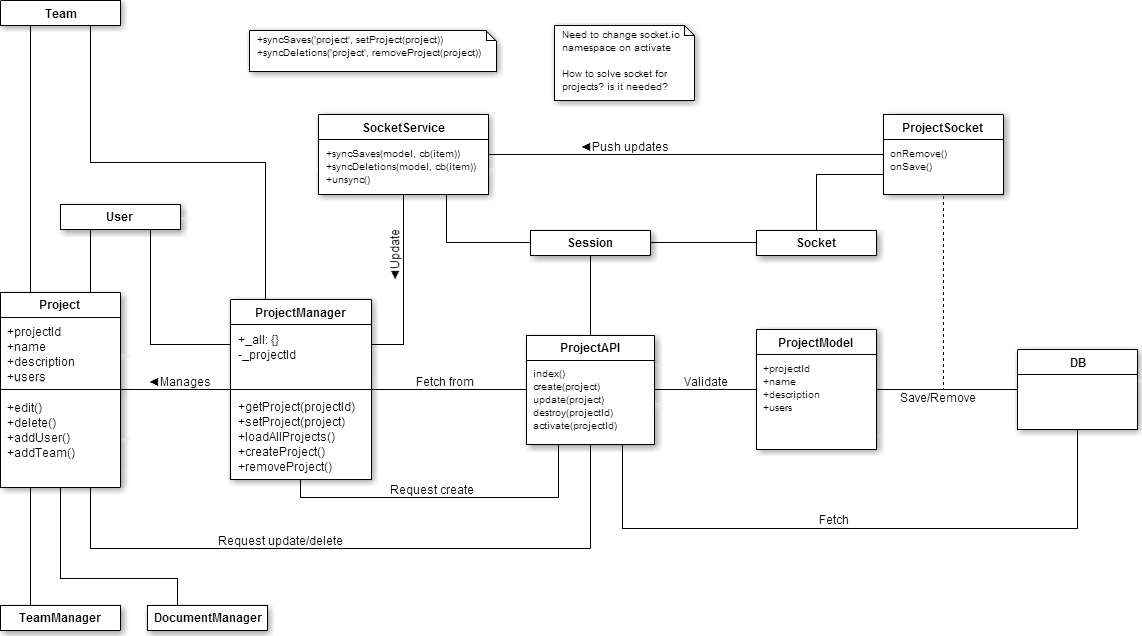 Team
+syncSaves('project', setProject(project))
+syncDeletions('project', removeProject(project))
Need to change socket.io
namespace on activate
How to solve socket for
projects? is it needed?
SocketService
+syncSaves(model, cb(item))
+syncDeletions(model, cb(item))
+unsync()
◄Push updates
ProjectSocket
onRemove()
onSave()
User
◄Update
Session
Socket
Project
+projectId
+name
+description
+users
+edit()
+delete()
+addUser()
+addTeam()
◄Manages
ProjectManager
+_all: {}
-_projectId
+getProject(projectId)
+setProject(project)
+loadAllProjects()
+createProject()
+removeProject()
Fetch from
ProjectAPI
index()
create(project)
update(project)
destroy(projectId)
activate(projectId)
Validate
ProjectModel
+projectId
+name
+description
+users
Save/Remove
DB
Request create
Fetch
Request update/delete
TeamManager
DocumentManager